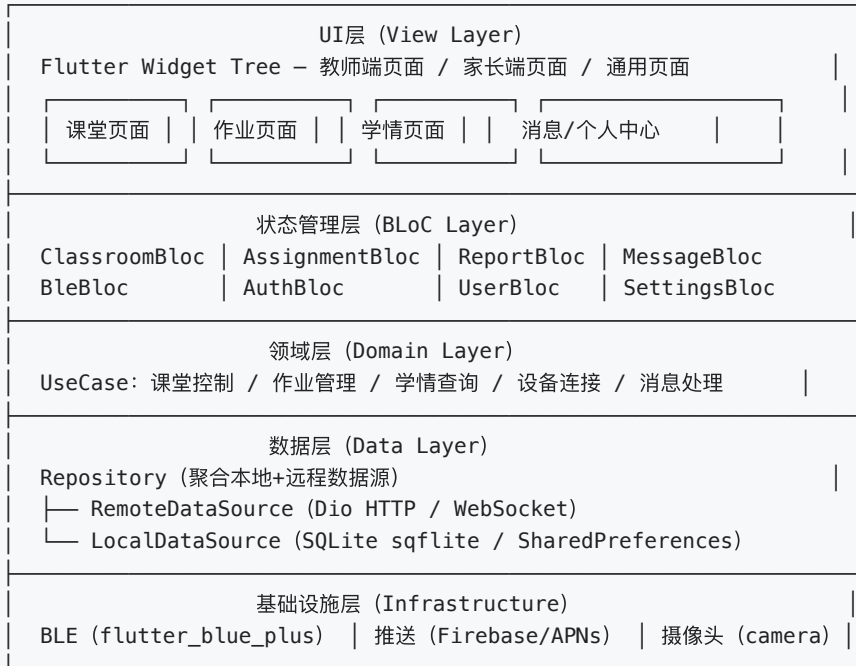 UI层（View Layer）
Flutter Widget Tree — 教师端页面 / 家长端页面 / 通用页面
课堂页面 │ │ 作业页面 │ │ 学情页面 │ │ 消息/个人中心
状态管理层（BLoC Layer）
ClassroomBloc │ AssignmentBloc │ ReportBloc │ MessageBloc
BleBloc │ AuthBloc │ UserBloc │ SettingsBloc
领域层（Domain Layer）
UseCase：课堂控制 / 作业管理 / 学情查询 / 设备连接 / 消息处理
数据层（Data Layer）
Repository（聚合本地+远程数据源）
├── RemoteDataSource（Dio HTTP / WebSocket）
└── LocalDataSource（SQLite sqflite / SharedPreferences）
基础设施层（Infrastructure）
BLE（flutter_blue_plus） │ 推送（Firebase/APNs） │ 摄像头（camera）